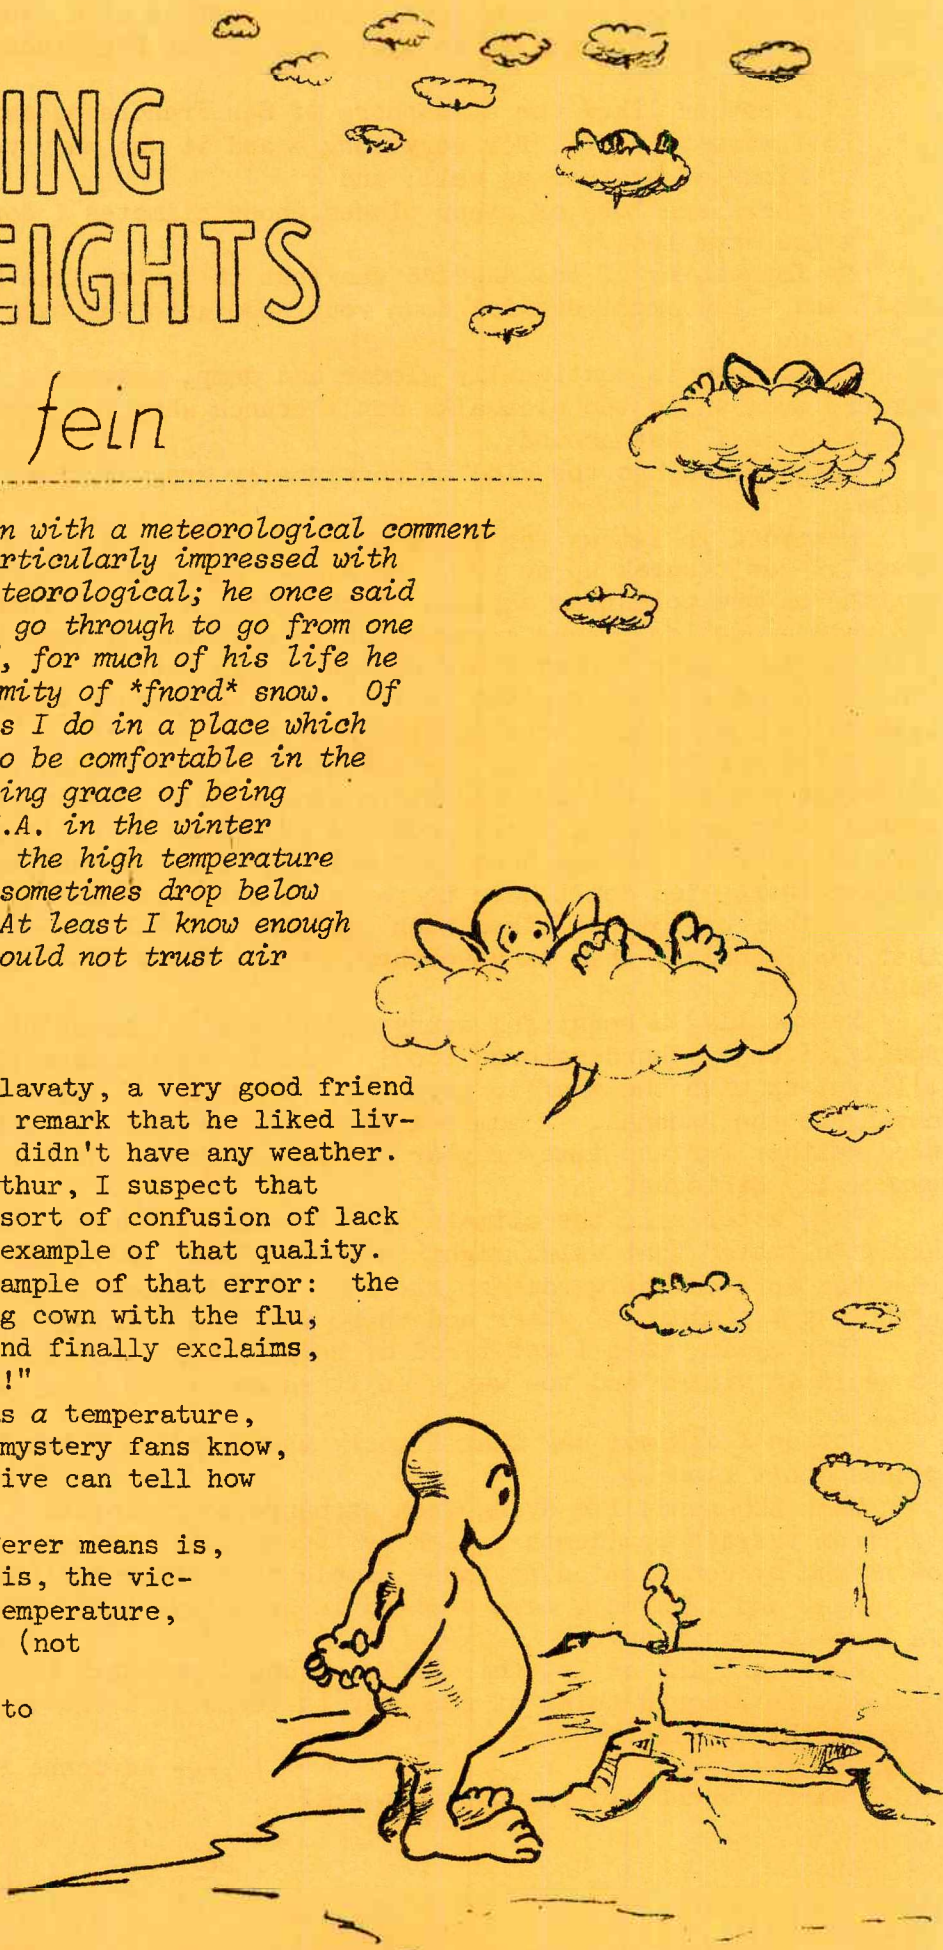 ING
EIGHTS
fein
n with a meteorological comment
rticularly impressed with
teorological; he once said
go through to go from one
, for much of his life he
mity of *fnord* snow. Of
s I do in a place which
o be comfortable in the
ing grace of being
.A. in the winter
the high temperature
sometimes drop below
At least I know enough
ould not trust air
lavaty, a very good friend
remark that he liked liv-
didn't have any weather.
thur, I suspect that
sort of confusion of lack
example of that quality.
ample of that error: the
g cown with the flu,
nd finally exclaims,
!"
s a temperature,
mystery fans know,
ive can tell how
ferer means is,
is, the vic-
emperature,
(not
to